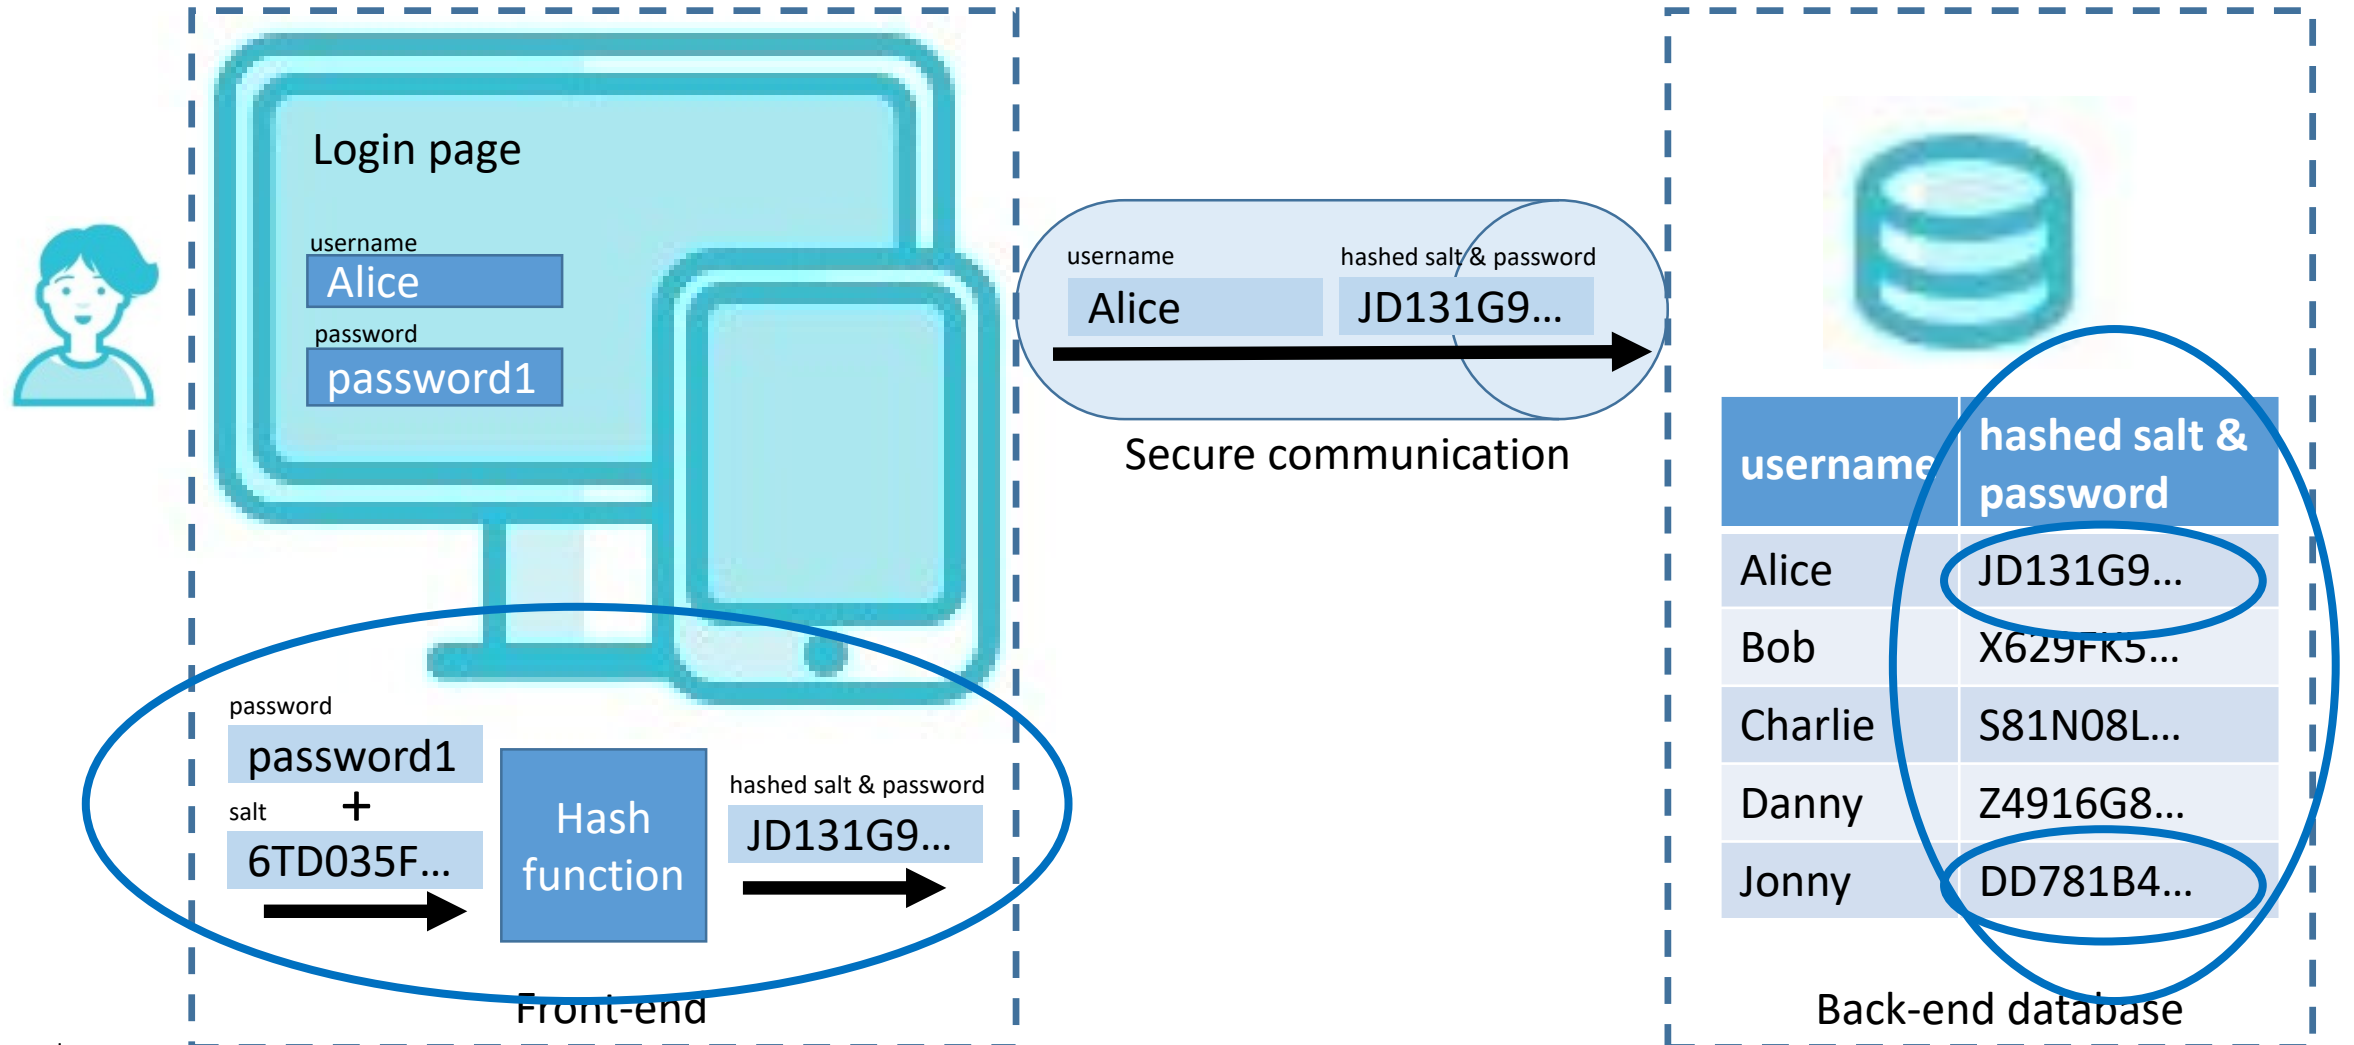 Login page
username
Alice
password
password1
username
hashed salt & password
Alice
JD131G9...
Secure communication
username
hashed salt &
password
Alice
JD131G9...
Bob
X629FK5...
Charlie
S81N08L...
Danny
Z4916G8...
Jonny
DD781B4...
password
password1
+
salt
6TD035F...
Hash
function
hashed salt & password
JD131G9...
Front-end
Back-end database